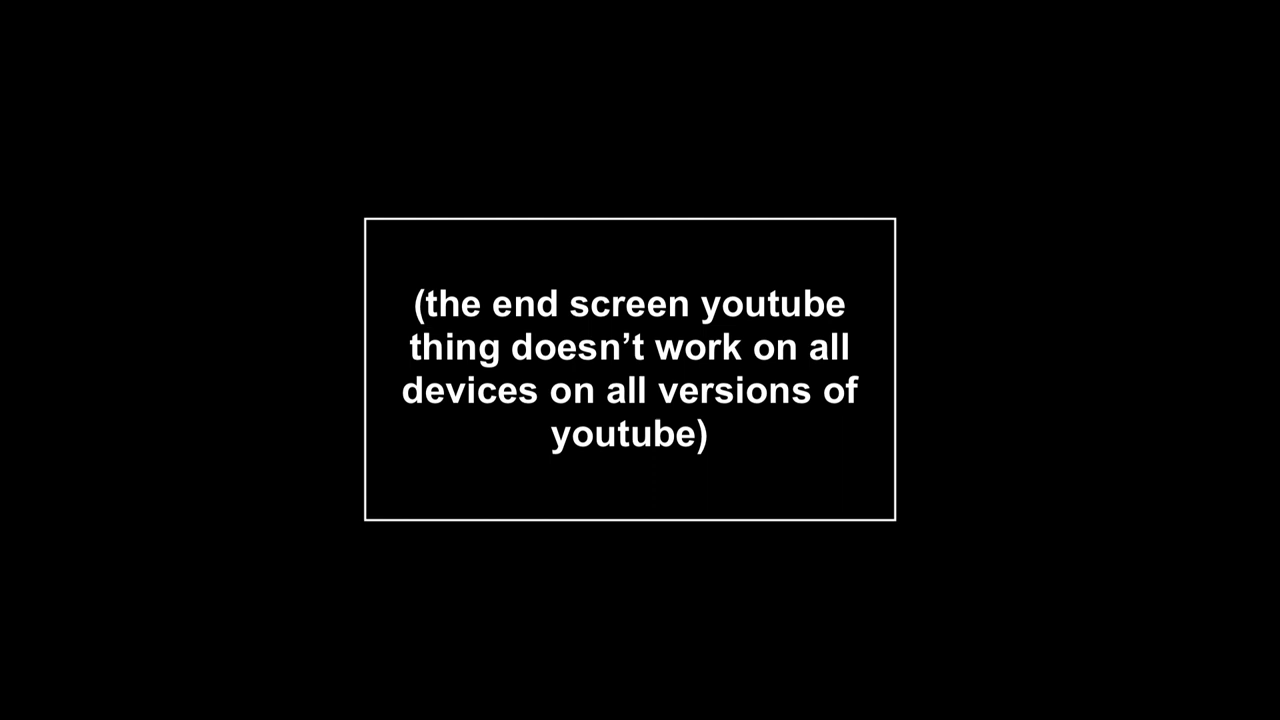 (the end screen youtube
thing doesn’t work on all
devices on all versions of
youtube)